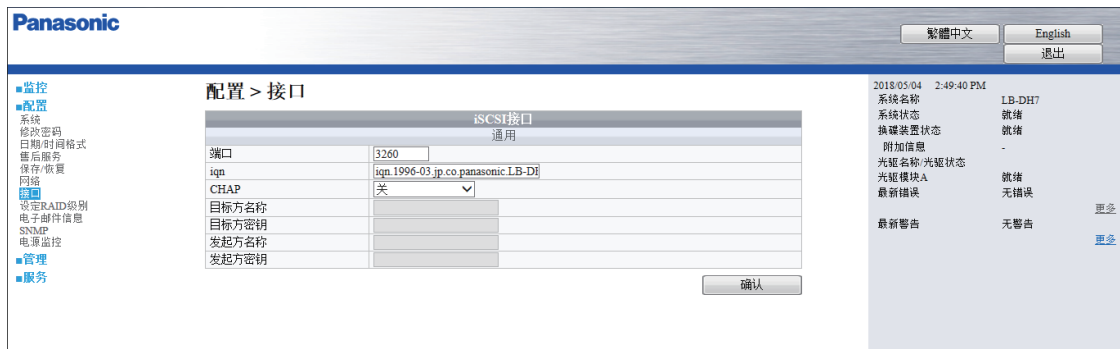 Panasonic
繁體中文
English
退出
■监控
■配置
系统
修改密码
日期/时间格式
售后服务
保存/恢复
网络
接口
设定RAID级别
电子邮件信息
SNMP
电源监控
■管理
■服务
配置 > 接口
iSCSI接口
通用
端口 3260
iqn iqn.1996-03.jp.co.panasonic.LB-DH
CHAP 关
目标方名称
目标方密钥
发起方名称
发起方密钥
确认
2018/05/04 2:49:40 PM
系统名称 LB-DH7
系统状态 就绪
换碟装置状态 就绪
附加信息 -
光驱名称/光驱状态
光驱模块A 就绪
最新错误 无错误
更多
最新警告 无警告
更多